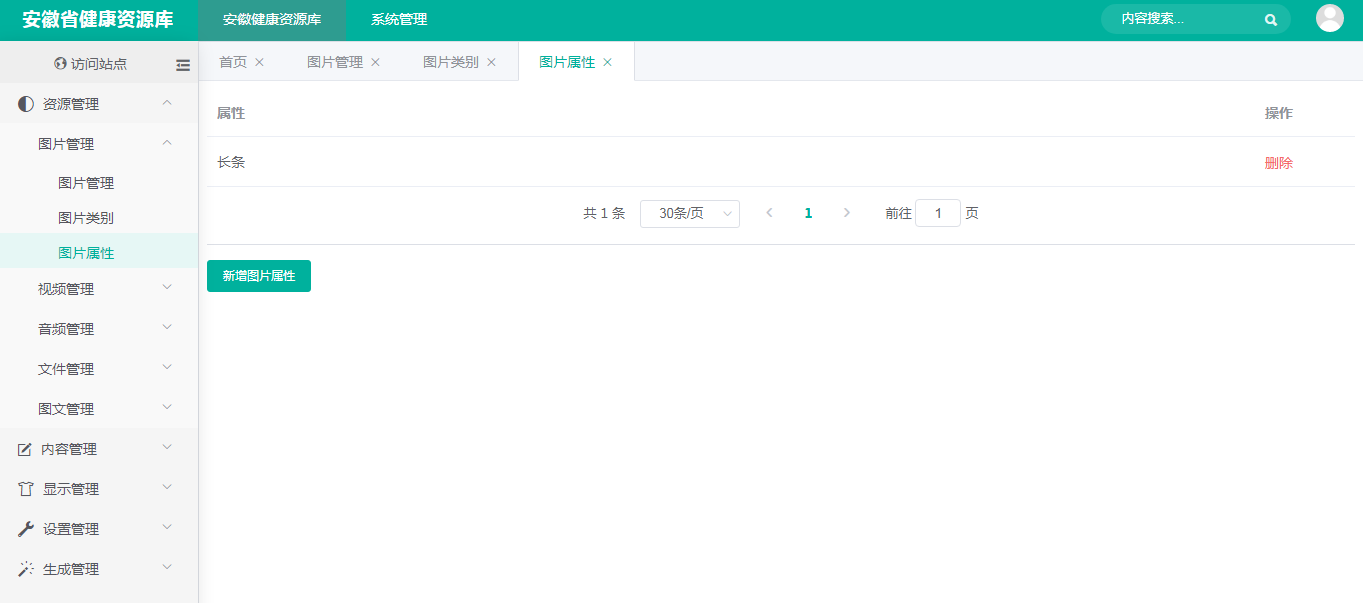 安徽省健康资源库 安徽健康资源库 系统管理 内容搜索...
访问站点
首页 图片管理 图片类别 图片属性
资源管理
图片管理
图片管理
图片类别
图片属性
视频管理
音频管理
文件管理
图文管理
内容管理
显示管理
设置管理
生成管理
属性 操作
长条 删除
共 1 条 30条/页 1 前往 1 页
新增图片属性